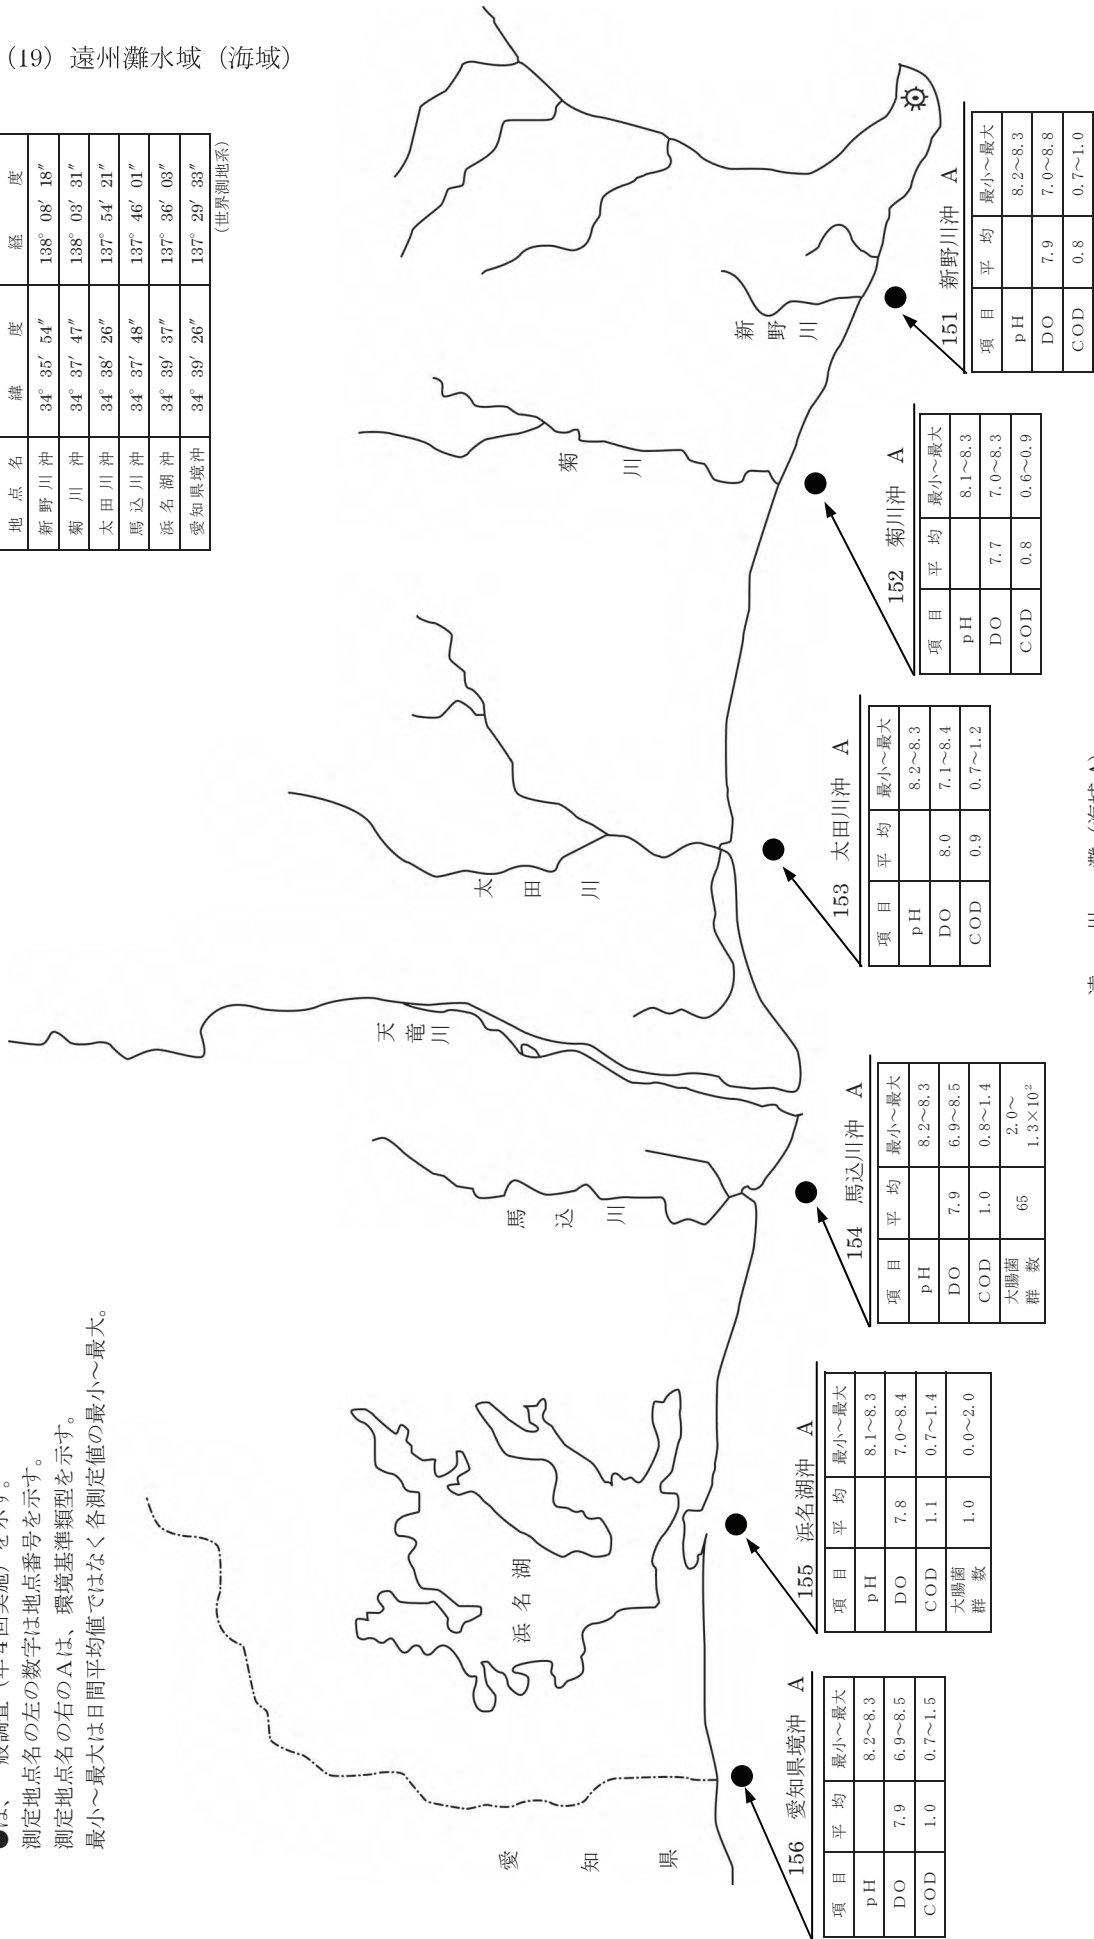 (19) 遠州灘水域 (海域)
地 点 名 緯 度 経 度
新野川沖 34° 35′ 54″ 138° 08′ 18″
菊 川 沖 34° 37′ 47″ 138° 03′ 31″
太田川沖 34° 38′ 26″ 137° 54′ 21″
馬込川沖 34° 37′ 48″ 137° 46′ 01″
浜名湖沖 34° 39′ 37″ 137° 36′ 03″
愛知県境沖 34° 39′ 26″ 137° 29′ 33″
(世界測地系)
●は、一般調査 (年4回実施) を示す。
測定地点名の左の数字は地点番号を示す。
測定地点名の右のAは、環境基準類型を示す。
最小～最大は日間平均値ではなく各測定値の最小～最大。
愛知県
浜名湖
馬込川
天竜川
太田川
菊川
新野川
156 愛知県境沖 A
項 目 平 均 最小～最大
pH 8.2～8.3
DO 7.9 6.9～8.5
COD 1.0 0.7～1.5
155 浜名湖沖 A
項 目 平 均 最小～最大
pH 8.1～8.3
DO 7.8 7.0～8.4
COD 1.1 0.7～1.4
大腸菌
群 数 1.0 0.0～2.0
154 馬込川沖 A
項 目 平 均 最小～最大
pH 8.2～8.3
DO 7.9 6.9～8.5
COD 1.0 0.8～1.4
大腸菌 2.0～
群 数 65 1.3×10²
153 太田川沖 A
項 目 平 均 最小～最大
pH 8.2～8.3
DO 8.0 7.1～8.4
COD 0.9 0.7～1.2
152 菊川沖 A
項 目 平 均 最小～最大
pH 8.1～8.3
DO 7.7 7.0～8.3
COD 0.8 0.6～0.9
151 新野川沖 A
項 目 平 均 最小～最大
pH 8.2～8.3
DO 7.9 7.0～8.8
COD 0.8 0.7～1.0